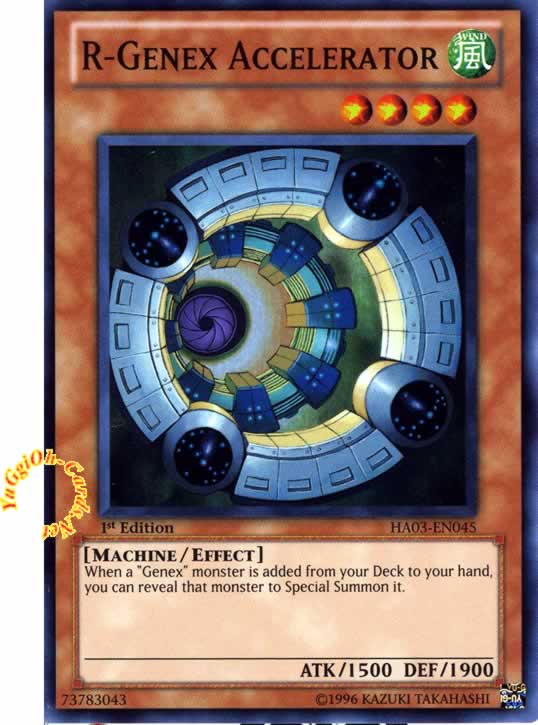 R-GENEX ACCELERATOR
WIND
風
YuGgiOh-Cards.Net
1st Edition
HA03-EN045
[MACHINE/EFFECT]
When a "Genex" monster is added from your Deck to your hand,
you can reveal that monster to Special Summon it.
ATK/1500 DEF/1900
73783043
©1996 KAZUKI TAKAHASHI